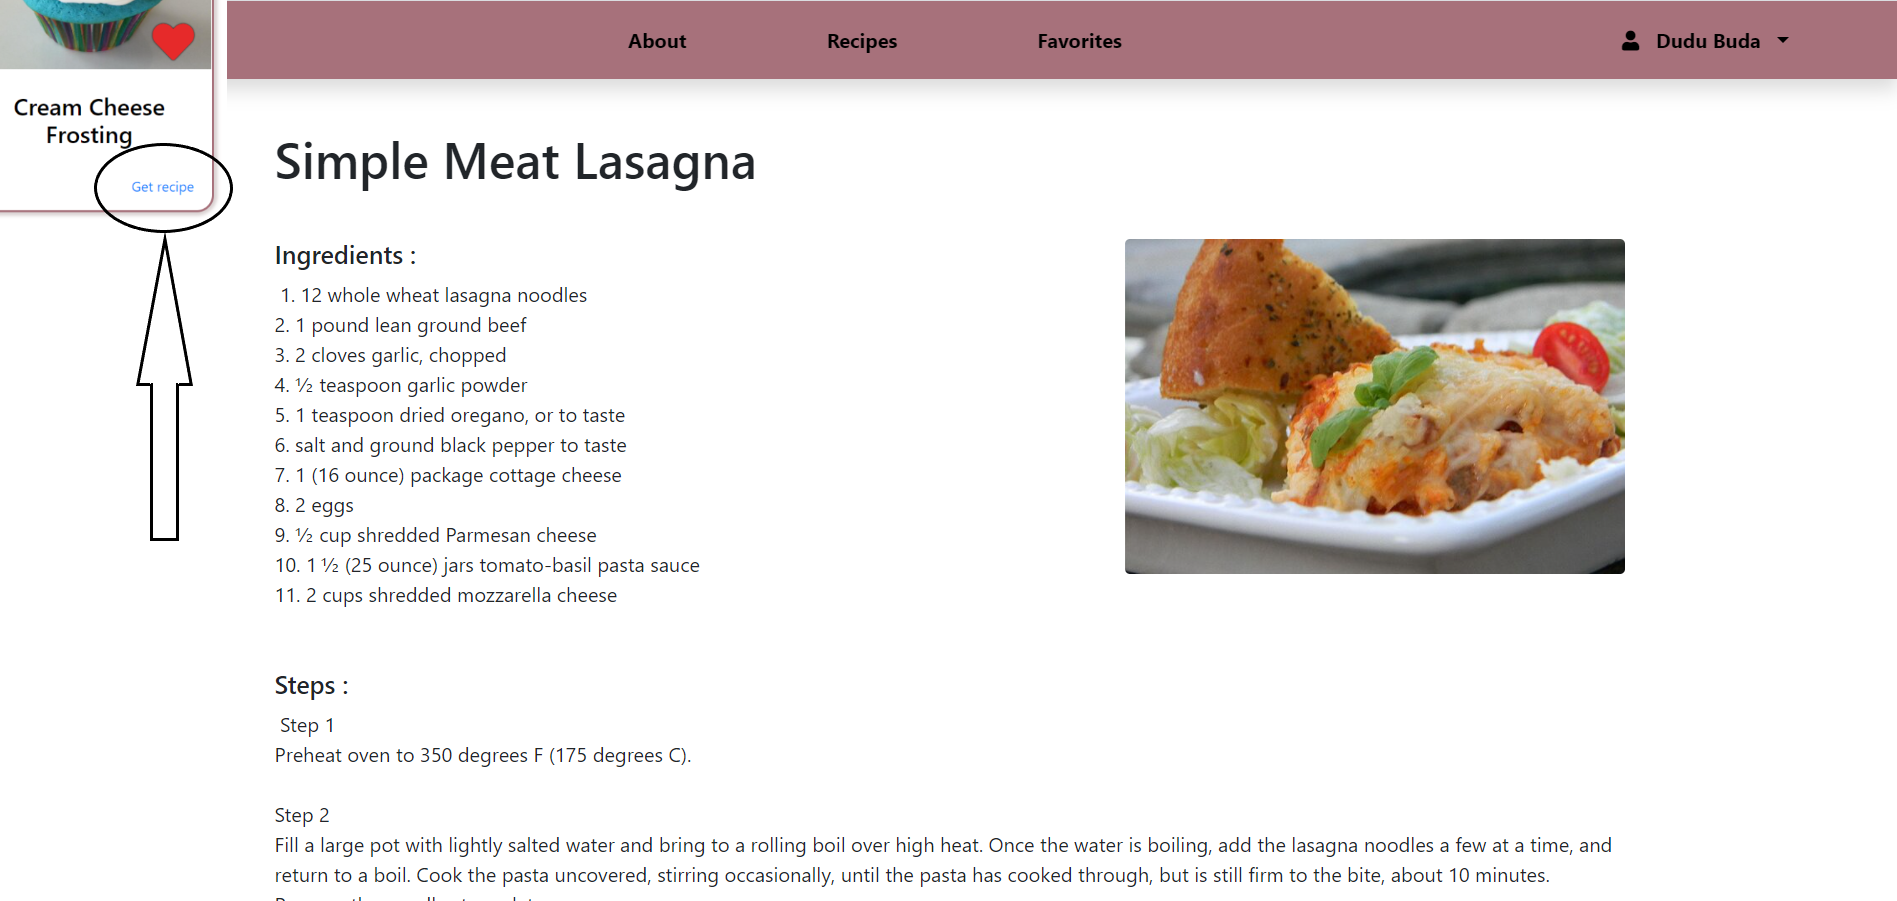 Cream Cheese
Frosting
Get recipe
About
Recipes
Favorites
Dudu Buda
Simple Meat Lasagna
Ingredients :
1. 12 whole wheat lasagna noodles
2. 1 pound lean ground beef
3. 2 cloves garlic, chopped
4. ½ teaspoon garlic powder
5. 1 teaspoon dried oregano, or to taste
6. salt and ground black pepper to taste
7. 1 (16 ounce) package cottage cheese
8. 2 eggs
9. ½ cup shredded Parmesan cheese
10. 1 ½ (25 ounce) jars tomato-basil pasta sauce
11. 2 cups shredded mozzarella cheese
Steps :
Step 1
Preheat oven to 350 degrees F (175 degrees C).
Step 2
Fill a large pot with lightly salted water and bring to a rolling boil over high heat. Once the water is boiling, add the lasagna noodles a few at a time, and
return to a boil. Cook the pasta uncovered, stirring occasionally, until the pasta has cooked through, but is still firm to the bite, about 10 minutes.